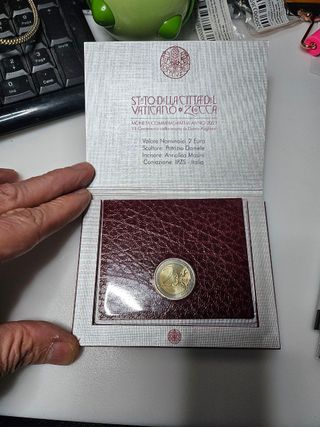 STATO DELLA CITTÀ DEL
VATICANO • ZECCA
MONETA COMMEMORATIVA ANNO 2021
Valore Nominale: 2 Euro
Scultore: Patrizio Daniele
Incisore: Annalisa Masini
Coniazione: IPZS - Italia